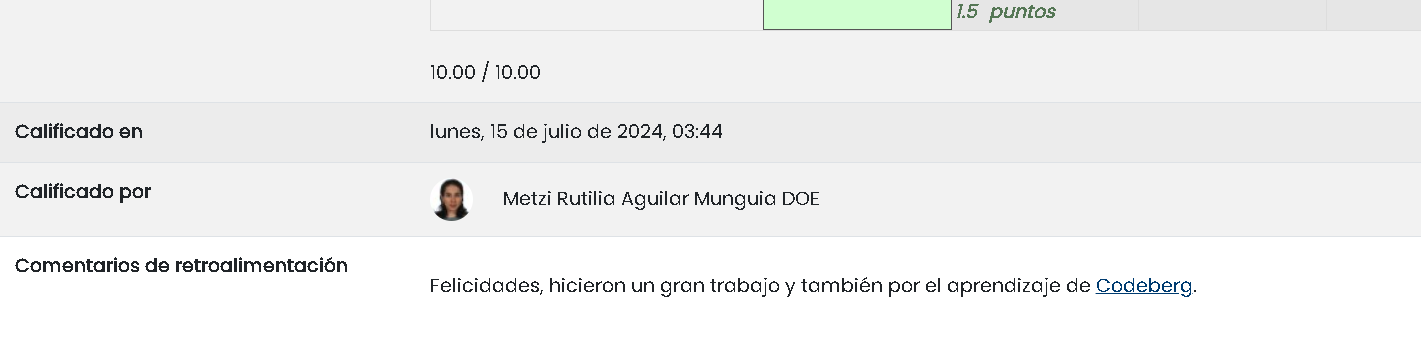 1.5 puntos
10.00 / 10.00
Calificado en
lunes, 15 de julio de 2024, 03:44
Calificado por
Metzi Rutilia Aguilar Munguia DOE
Comentarios de retroalimentación
Felicidades, hicieron un gran trabajo y también por el aprendizaje de Codeberg.